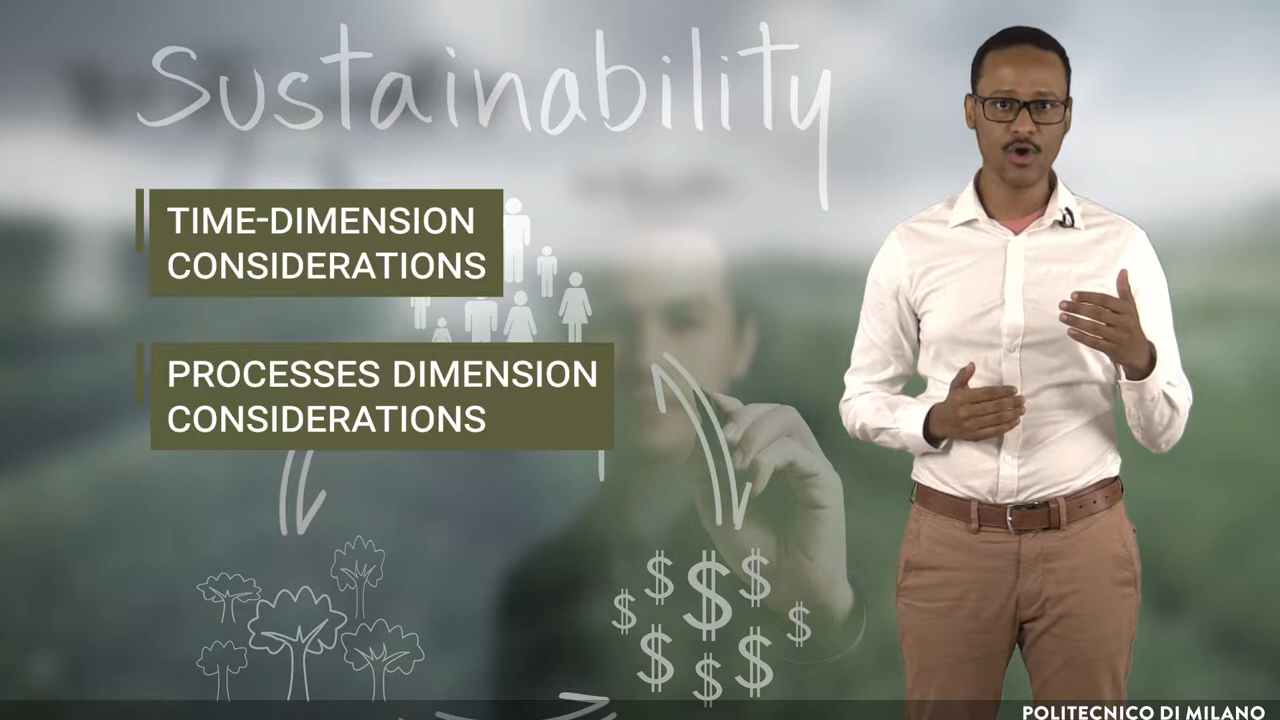 Sustainability
TIME-DIMENSION
CONSIDERATIONS
PROCESSES DIMENSION
CONSIDERATIONS
$ $ $
$ $
$ $ $
POLITECNICO DI MILANO